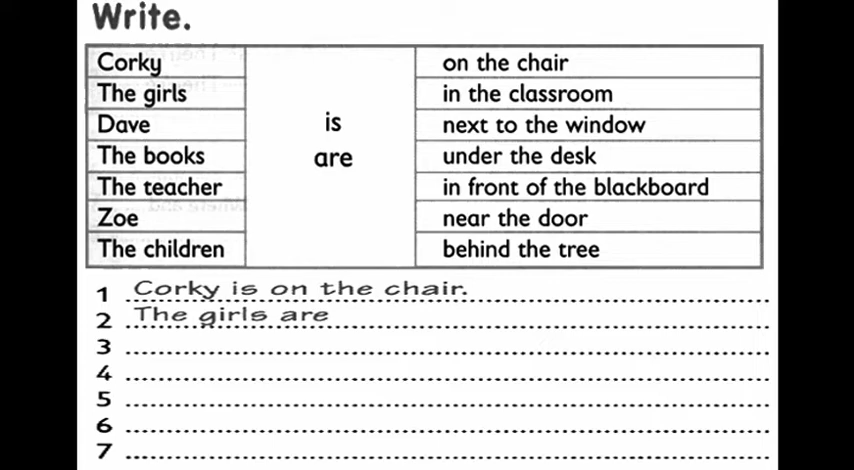 Write.
Corky on the chair
The girls in the classroom
Dave is next to the window
The books are under the desk
The teacher in front of the blackboard
Zoe near the door
The children behind the tree
1 Corky is on the chair.
2 The girls are
3
4
5
6
7